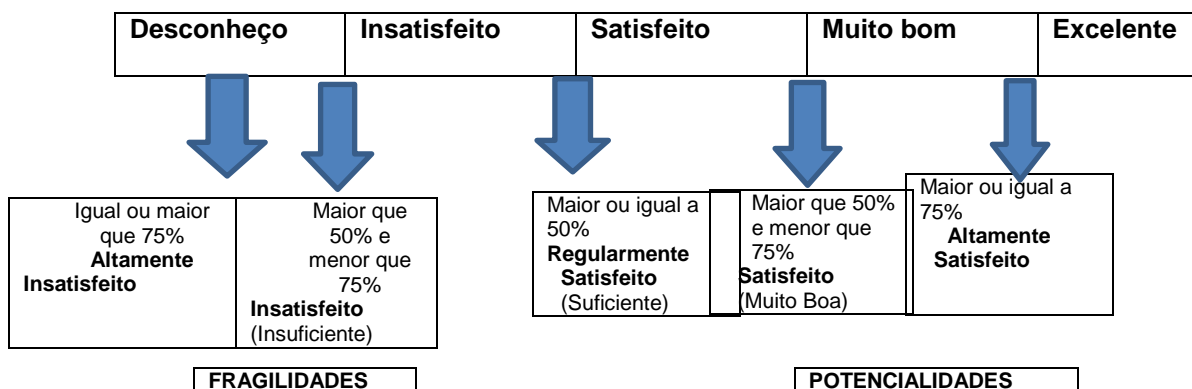 Desconheço Insatisfeito Satisfeito Muito bom Excelente
Igual ou maior
que 75%
Altamente
Insatisfeito
Maior que
50% e
menor que
75%
Insatisfeito
(Insuficiente)
Maior ou igual a
50%
Regularmente
Satisfeito
(Suficiente)
Maior que 50%
e menor que
75%
Satisfeito
(Muito Boa)
Maior ou igual a
75%
Altamente
Satisfeito
FRAGILIDADES
POTENCIALIDADES